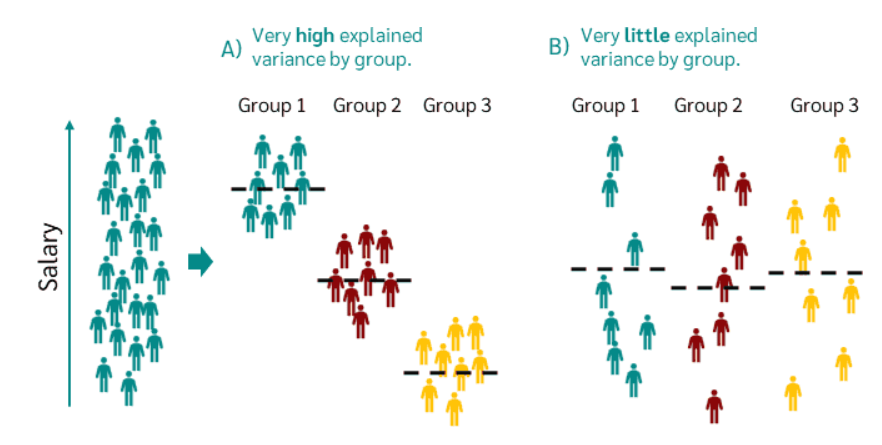 A) Very high explained
variance by group.
B) Very little explained
variance by group.
Group 1 Group 2 Group 3
Group 1 Group 2 Group 3
Salary